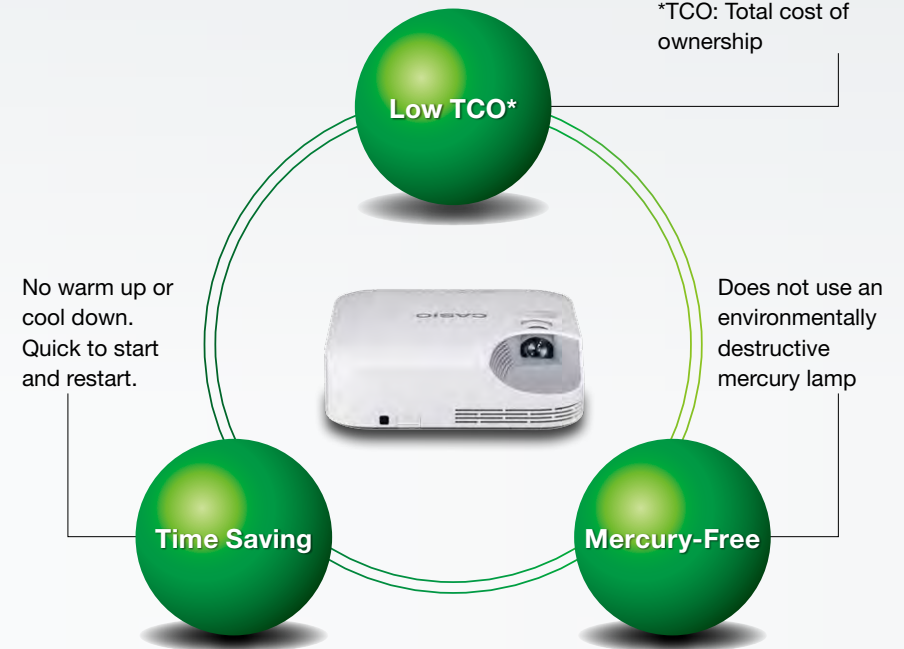 *TCO: Total cost of
ownership
Low TCO*
No warm up or
cool down.
Quick to start
and restart.
CASIO
Does not use an
environmentally
destructive
mercury lamp
Time Saving
Mercury-Free